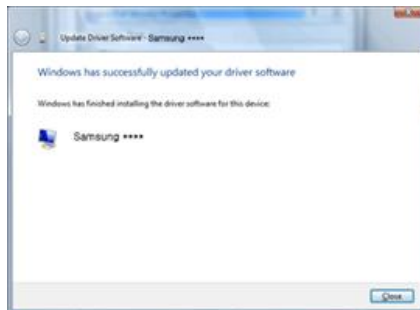 Update Driver Software - Samsung ****
Windows has successfully updated your driver software
Windows has finished installing the driver software for this device:
Samsung ****
Close